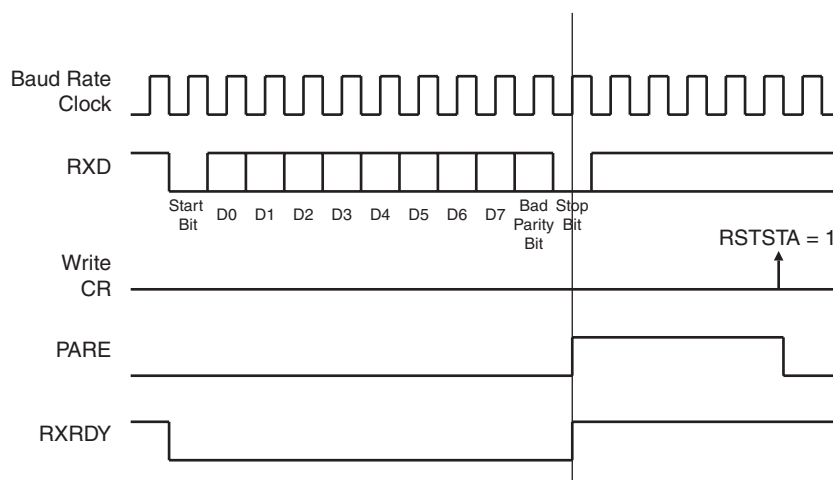 Baud Rate
Clock
RXD
Start
Bit
D0
D1
D2
D3
D4
D5
D6
D7
Bad
Parity
Bit
Stop
Bit
RSTSTA = 1
Write
CR
PARE
RXRDY